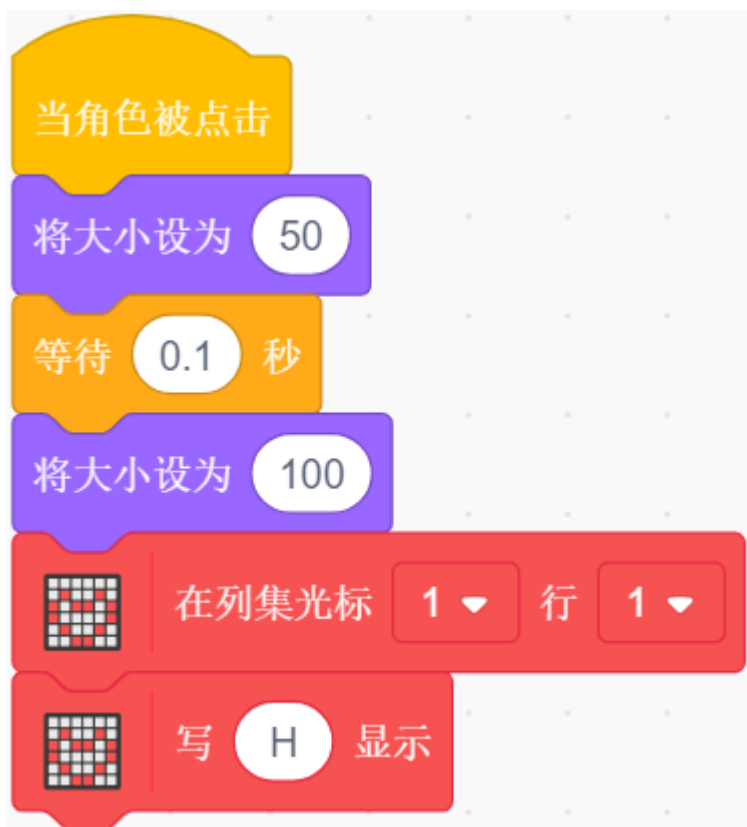 当角色被点击
将大小设为 50
等待 0.1 秒
将大小设为 100
在列集光标 1 行 1
写 H 显示